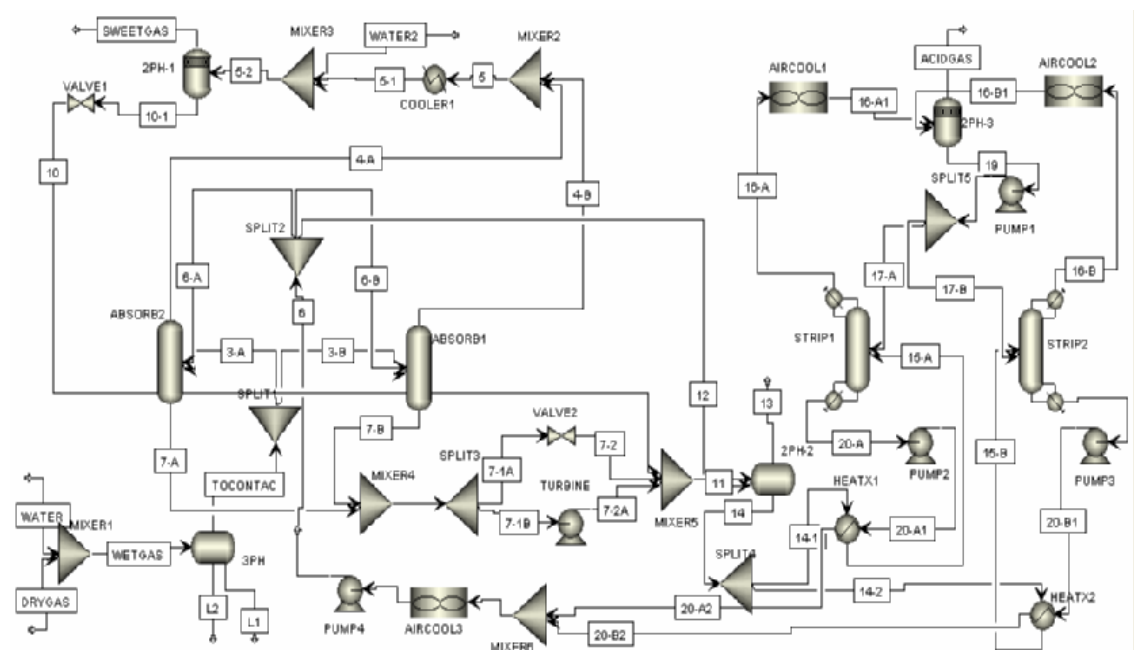 SWEETGAS
MIXER3
WATER2
MIXER2
2PH-1
5-2
5-1
5
COOLER1
VALVE1
10-1
10
4-A
4-B
SPLIT2
6-A
6-B
6
12
ABSORB2
ABSORB1
3-A
3-B
SPLIT1
7-A
7-B
TOCONTAC
WATER
MIXER1
WETGAS
3PH
DRYGAS
L2
L1
MIXER4
SPLIT3
7-1A
7-1B
VALVE2
7-2
TURBINE
7-2A
MIXER5
11
13
2PH-2
14
SPLIT4
14-1
14-2
HEATX1
HEATX2
PUMP4
AIRCOOL3
MIXER6
20-A2
20-B2
ACIDGAS
AIRCOOL1
AIRCOOL2
16-A1
16-B1
2PH-3
19
SPLIT5
PUMP1
16-A
16-B
17-A
17-B
STRIP1
STRIP2
15-A
15-B
20-A
PUMP2
20-A1
PUMP3
20-B1